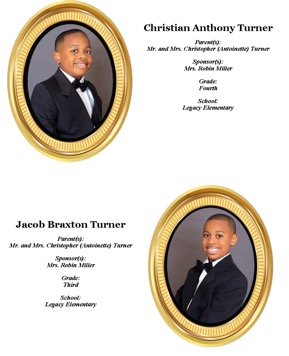 Christian Anthony Turner
Parent(s):
Mr. and Mrs. Christopher (Antoinette) Turner
Sponsor(s):
Mrs. Robin Miller
Grade:
Fourth
School:
Legacy Elementary
Jacob Braxton Turner
Parent(s):
Mr. and Mrs. Christopher (Antoinette) Turner
Sponsor(s):
Mrs. Robin Miller
Grade:
Third
School:
Legacy Elementary